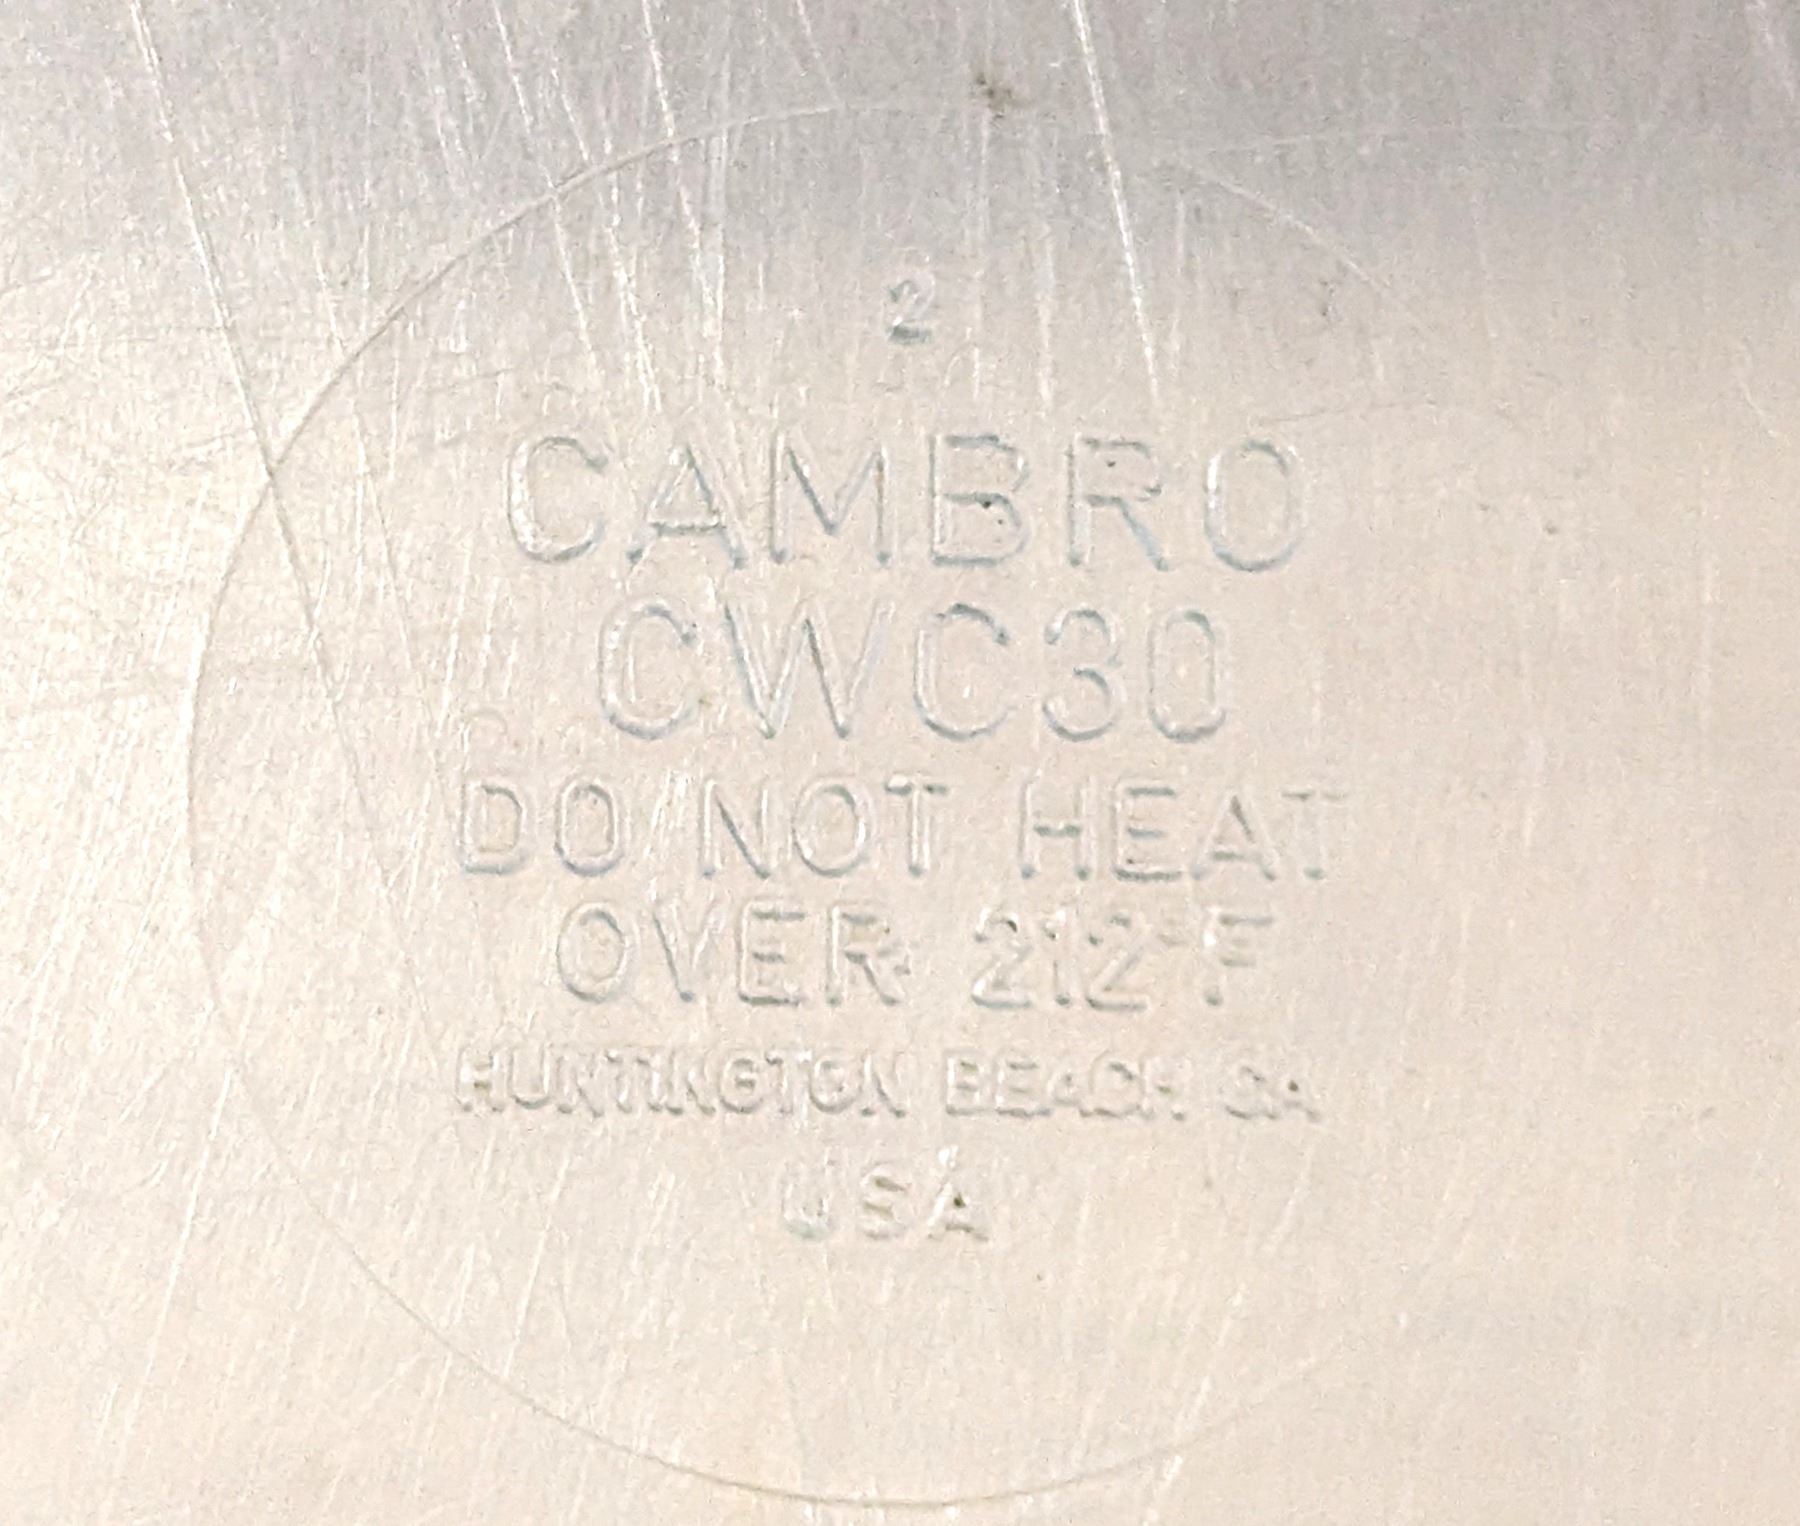 2
CAMBRO
CWC30
DO NOT HEAT
OVER 212°F
HUNTINGTON BEACH CA
USA